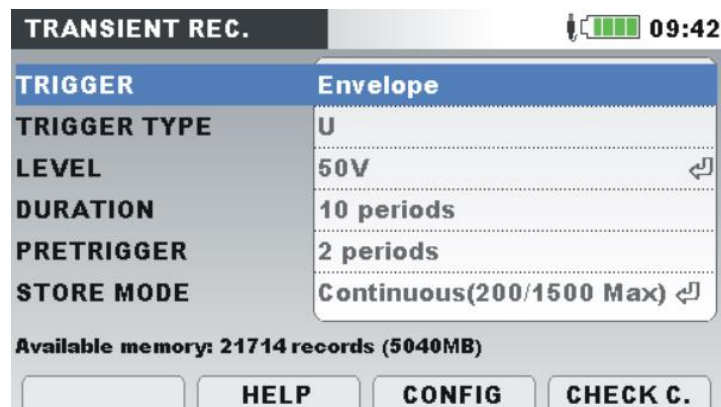 TRANSIENT REC. 09:42
TRIGGER Envelope
TRIGGER TYPE U
LEVEL 50V
DURATION 10 periods
PRETRIGGER 2 periods
STORE MODE Continuous(200/1500 Max)
Available memory: 21714 records (5040MB)
HELP CONFIG CHECK C.